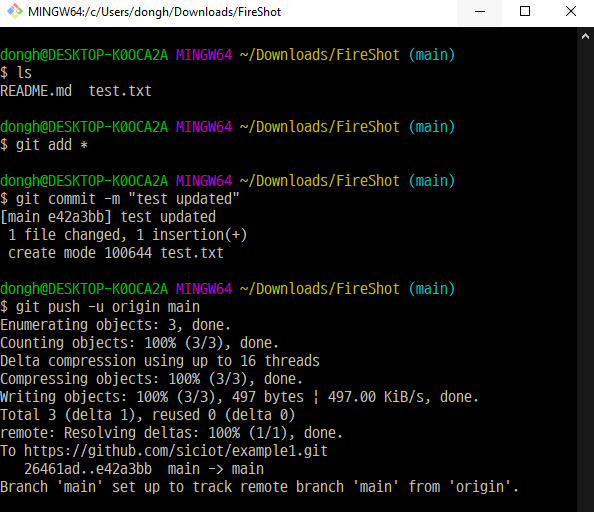 MINGW64:/c/Users/dongh/Downloads/FireShot
dongh@DESKTOP-K0OCA2A MINGW64 ~/Downloads/FireShot (main)
$ ls
README.md  test.txt
dongh@DESKTOP-K0OCA2A MINGW64 ~/Downloads/FireShot (main)
$ git add *
dongh@DESKTOP-K0OCA2A MINGW64 ~/Downloads/FireShot (main)
$ git commit -m "test updated"
[main e42a3bb] test updated
 1 file changed, 1 insertion(+)
 create mode 100644 test.txt
dongh@DESKTOP-K0OCA2A MINGW64 ~/Downloads/FireShot (main)
$ git push -u origin main
Enumerating objects: 3, done.
Counting objects: 100% (3/3), done.
Delta compression using up to 16 threads
Compressing objects: 100% (3/3), done.
Writing objects: 100% (3/3), 497 bytes ¦ 497.00 KiB/s, done.
Total 3 (delta 1), reused 0 (delta 0)
remote: Resolving deltas: 100% (1/1), done.
To https://github.com/siciot/example1.git
   26461ad..e42a3bb  main -> main
Branch 'main' set up to track remote branch 'main' from 'origin'.